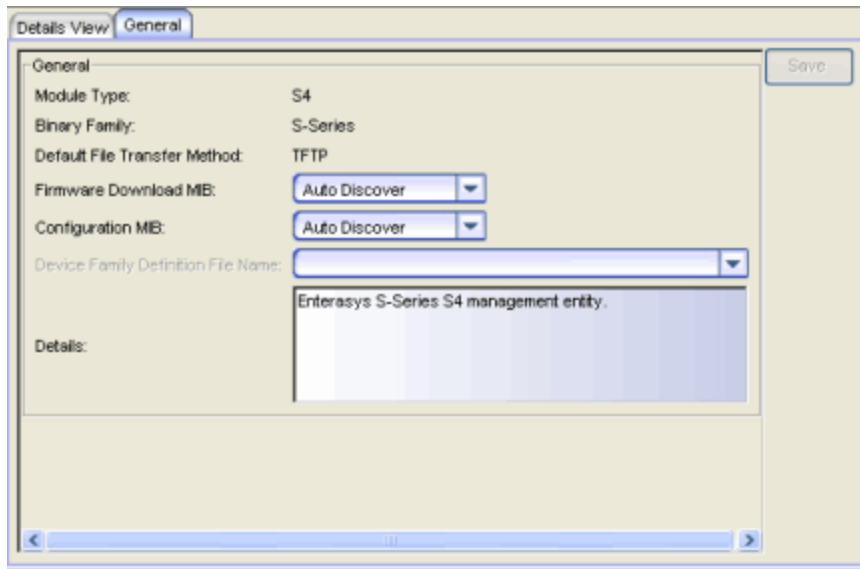 Details View General
General
Save
Module Type: S4
Binary Family: S-Series
Default File Transfer Method: TFTP
Firmware Download MIB: Auto Discover
Configuration MIB: Auto Discover
Device Family Definition File Name:
Enterasys S-Series S4 management entity.
Details: